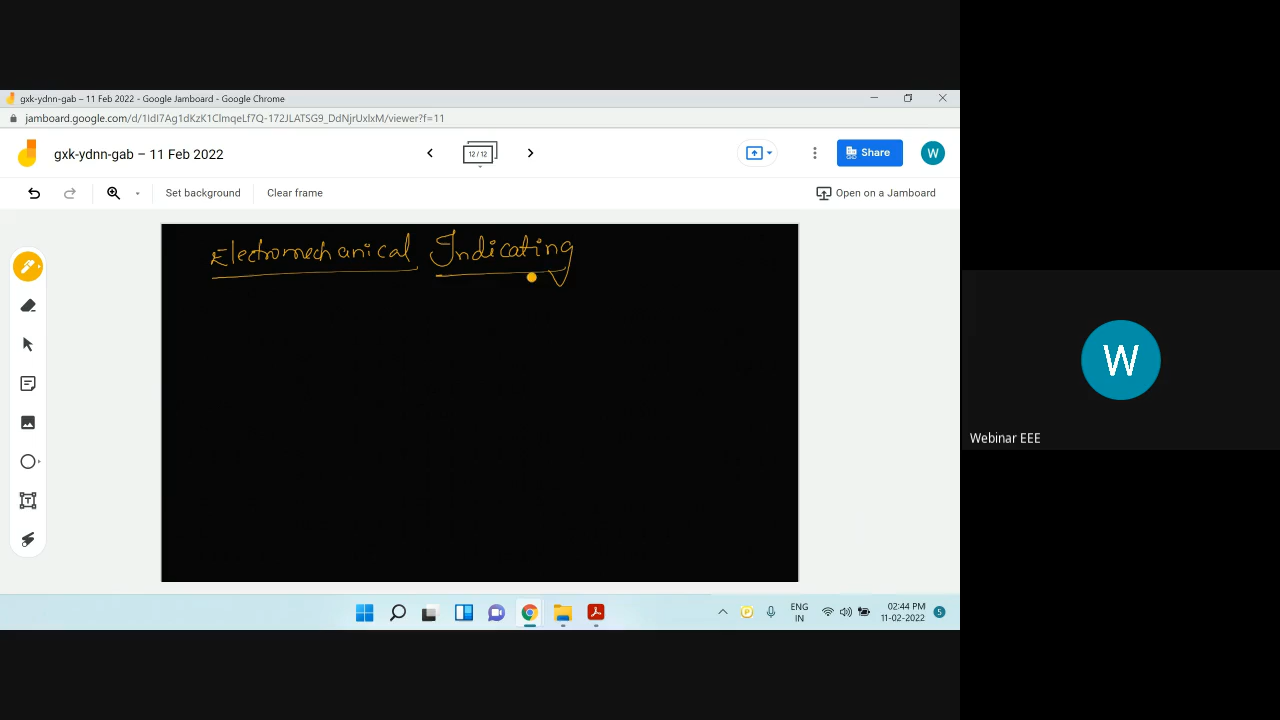 gxk-ydnn-gab – 11 Feb 2022 - Google Jamboard - Google Chrome
jamboard.google.com/d/1IdI7Ag1dKzK1ClmqeLf7Q-172JLATSG9_DdNjrUxlxM/viewer?f=11
gxk-ydnn-gab – 11 Feb 2022
12 / 12
Share
W
Set background
Clear frame
Open on a Jamboard
Electromechanical Indicating
W
Webinar EEE
ENG
IN
02:44 PM
11-02-2022
5